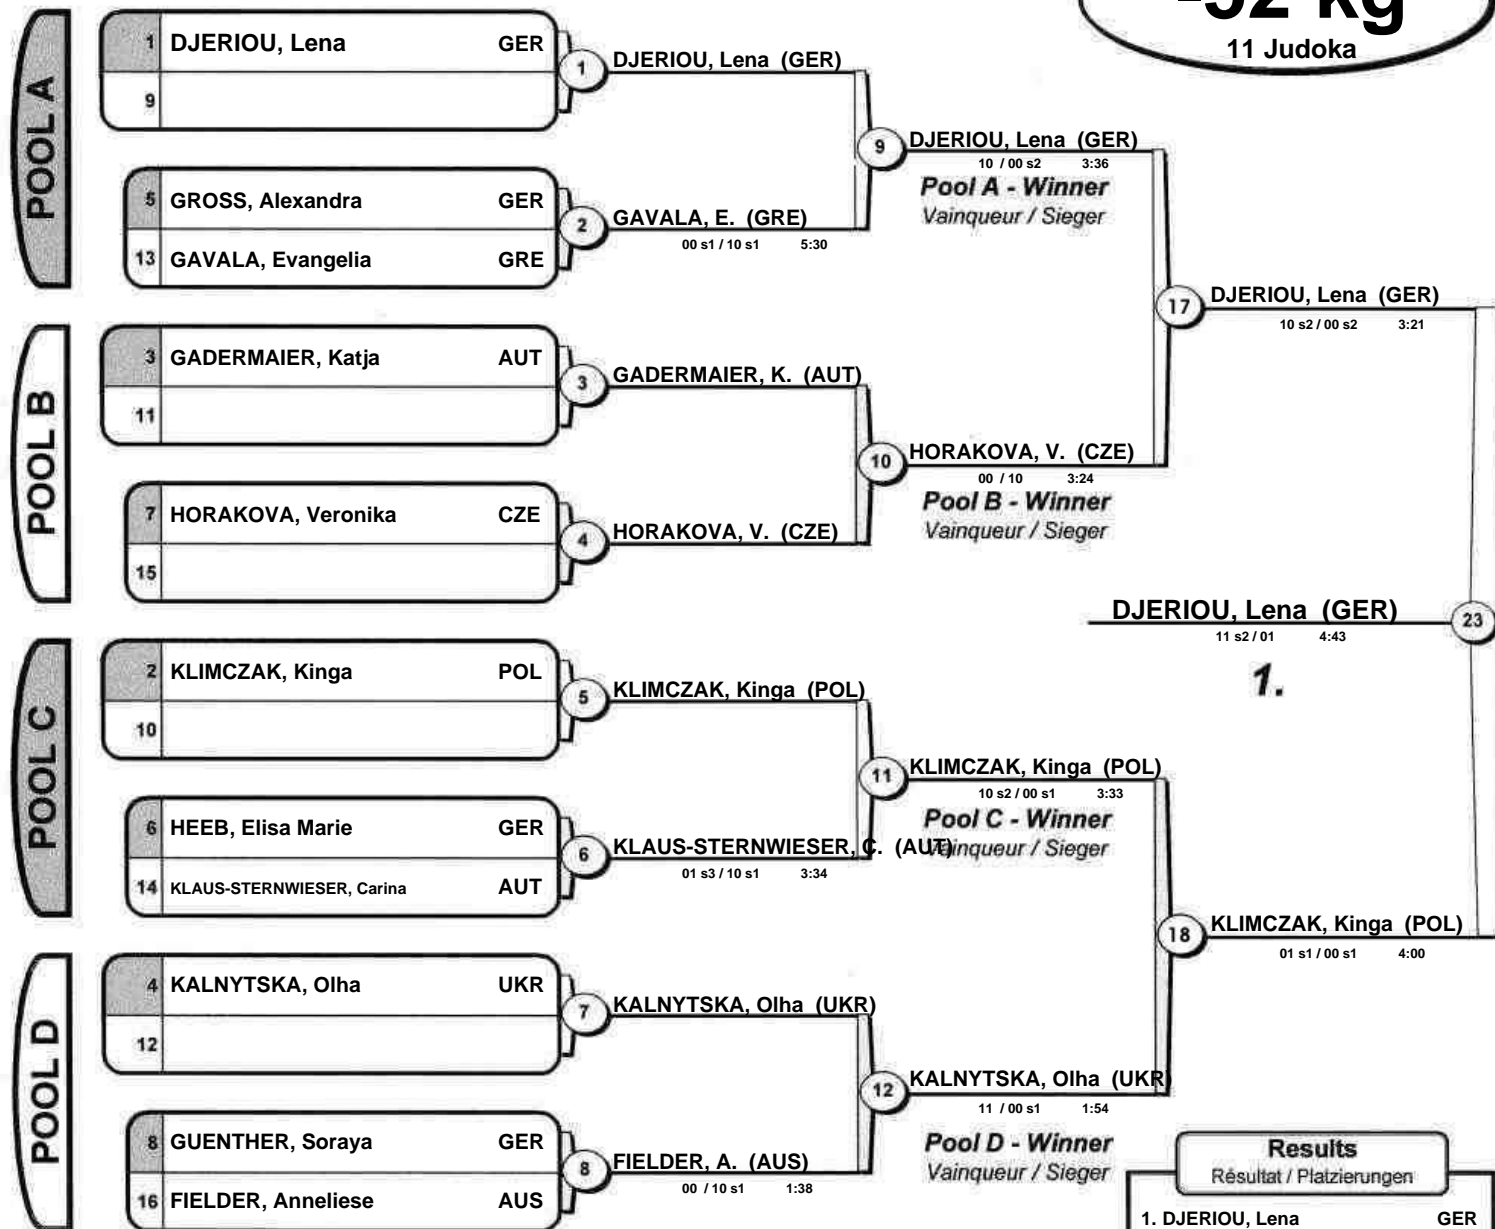 -52 kg
11 Judoka
POOL A
1 DJERIOU, Lena GER
9
1
DJERIOU, Lena (GER)
5 GROSS, Alexandra GER
13 GAVALA, Evangelia GRE
2
GAVALA, E. (GRE)
00 s1 / 10 s1 5:30
9
DJERIOU, Lena (GER)
10 / 00 s2 3:36
Pool A - Winner
Vainqueur / Sieger
POOL B
3 GADERMAIER, Katja AUT
11
3
GADERMAIER, K. (AUT)
7 HORAKOVA, Veronika CZE
15
4
HORAKOVA, V. (CZE)
10
HORAKOVA, V. (CZE)
00 / 10 3:24
Pool B - Winner
Vainqueur / Sieger
17
DJERIOU, Lena (GER)
10 s2 / 00 s2 3:21
DJERIOU, Lena (GER)
11 s2 / 01 4:43
23
1.
POOL C
2 KLIMCZAK, Kinga POL
10
5
KLIMCZAK, Kinga (POL)
6 HEEB, Elisa Marie GER
14 KLAUS-STERNWIESER, Carina AUT
6
KLAUS-STERNWIESER, C. (AUT)
01 s3 / 10 s1 3:34
11
KLIMCZAK, Kinga (POL)
10 s2 / 00 s1 3:33
Pool C - Winner
Vainqueur / Sieger
POOL D
4 KALNYTSKA, Olha UKR
12
7
KALNYTSKA, Olha (UKR)
8 GUENTHER, Soraya GER
16 FIELDER, Anneliese AUS
8
FIELDER, A. (AUS)
00 / 10 s1 1:38
12
KALNYTSKA, Olha (UKR)
11 / 00 s1 1:54
Pool D - Winner
Vainqueur / Sieger
18
KLIMCZAK, Kinga (POL)
01 s1 / 00 s1 4:00
Results
Résultat / Platzierungen
1. DJERIOU, Lena GER